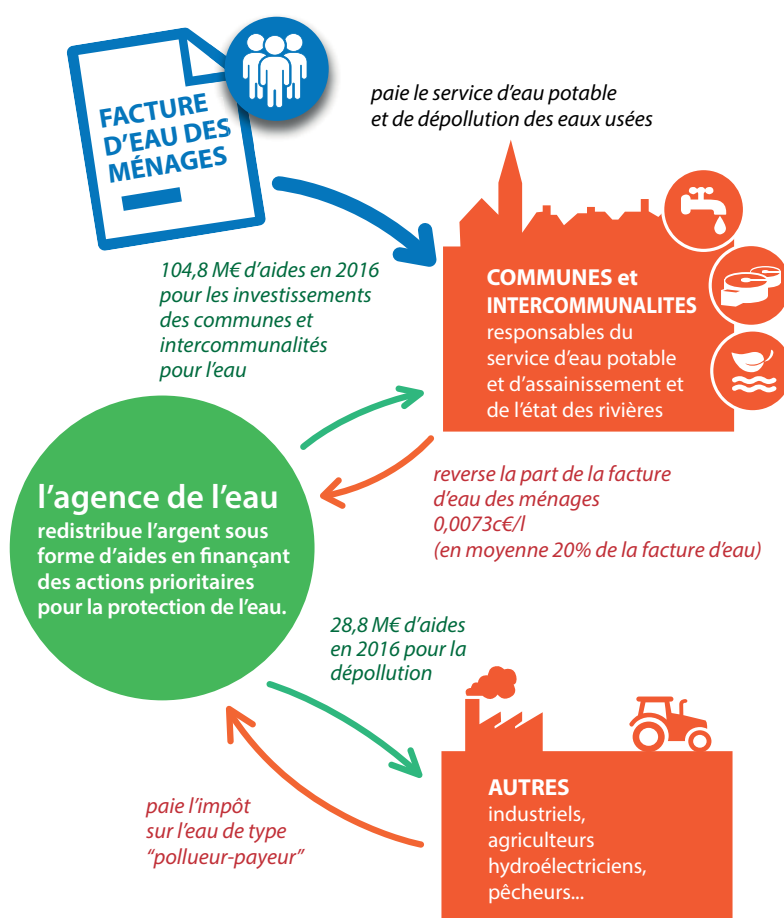 FACTURE
D'EAU DES
MÉNAGES
paie le service d'eau potable
et de dépollution des eaux usées
104,8 M€ d'aides en 2016
pour les investissements
des communes et
intercommunalités
pour l'eau
COMMUNES et
INTERCOMMUNALITES
responsables du
service d'eau potable
et d'assainissement et
de l'état des rivières
l'agence de l'eau
redistribue l'argent sous
forme d'aides en finançant
des actions prioritaires
pour la protection de l'eau.
reverse la part de la facture
d'eau des ménages
0,0073c€/l
(en moyenne 20% de la facture d'eau)
28,8 M€ d'aides
en 2016 pour la
dépollution
paie l'impôt
sur l'eau de type
"pollueur-payeur"
AUTRES
industriels,
agriculteurs
hydroélectriciens,
pêcheurs...